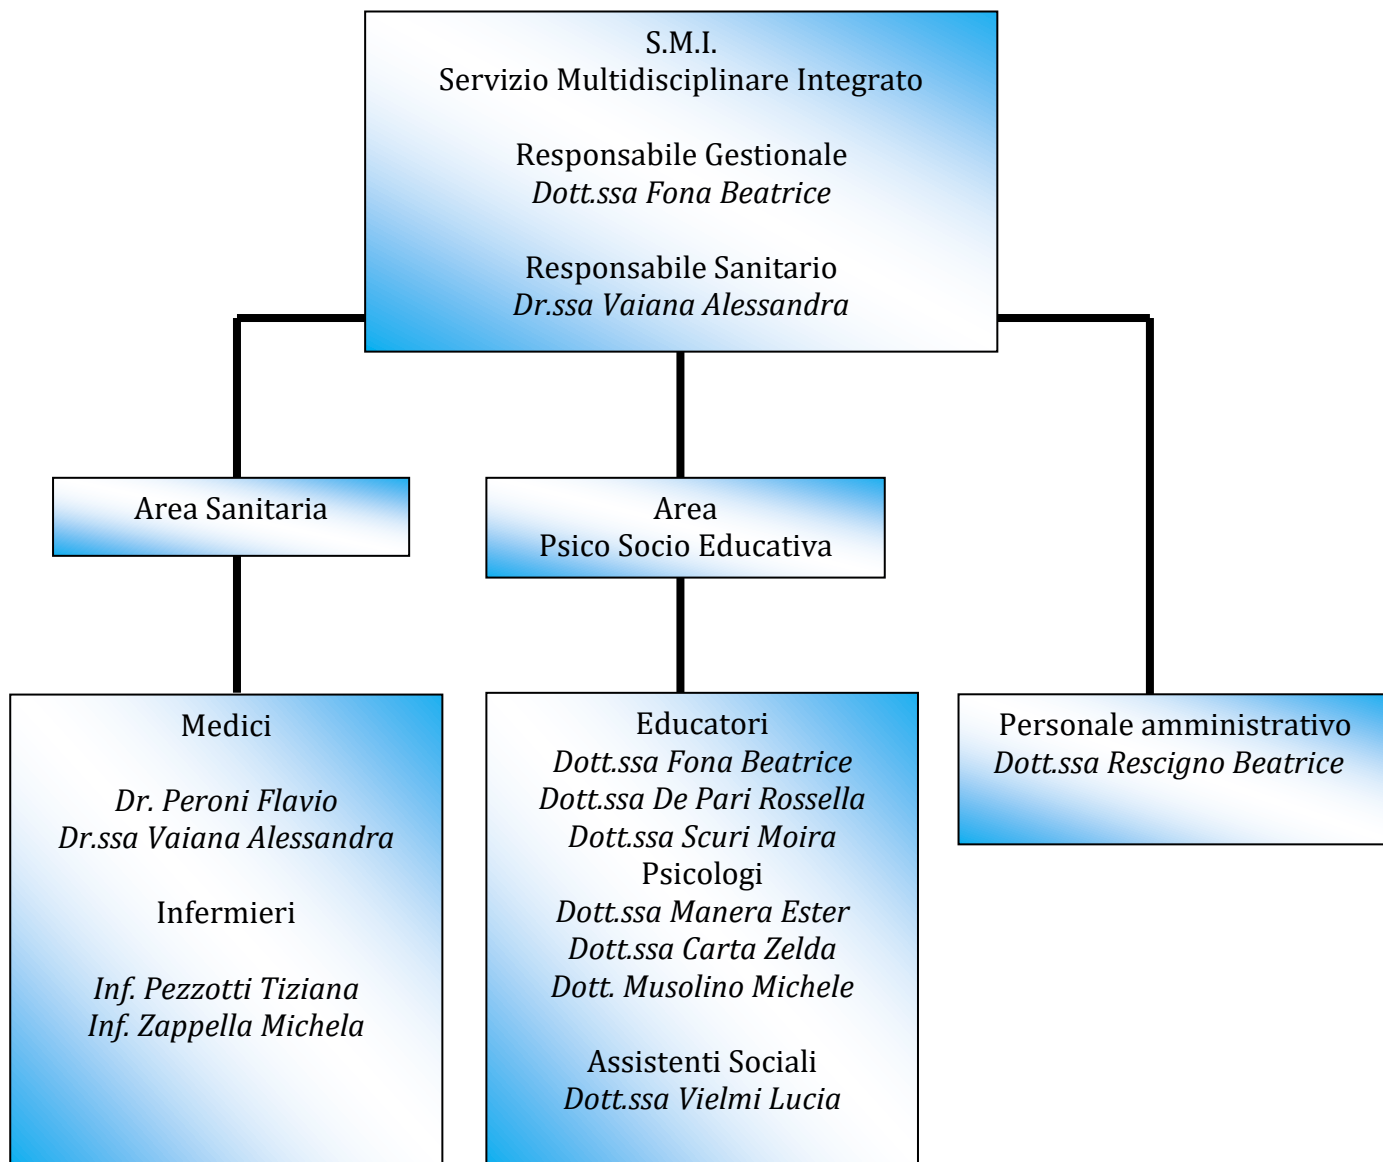 S.M.I.
Servizio Multidisciplinare Integrato
Responsabile Gestionale
Dott.ssa Fona Beatrice
Responsabile Sanitario
Dr.ssa Vaiana Alessandra
Area Sanitaria
Area
Psico Socio Educativa
Medici
Dr. Peroni Flavio
Dr.ssa Vaiana Alessandra
Infermieri
Inf. Pezzotti Tiziana
Inf. Zappella Michela
Educatori
Dott.ssa Fona Beatrice
Dott.ssa De Pari Rossella
Dott.ssa Scuri Moira
Psicologi
Dott.ssa Manera Ester
Dott.ssa Carta Zelda
Dott. Musolino Michele
Assistenti Sociali
Dott.ssa Vielmi Lucia
Personale amministrativo
Dott.ssa Rescigno Beatrice